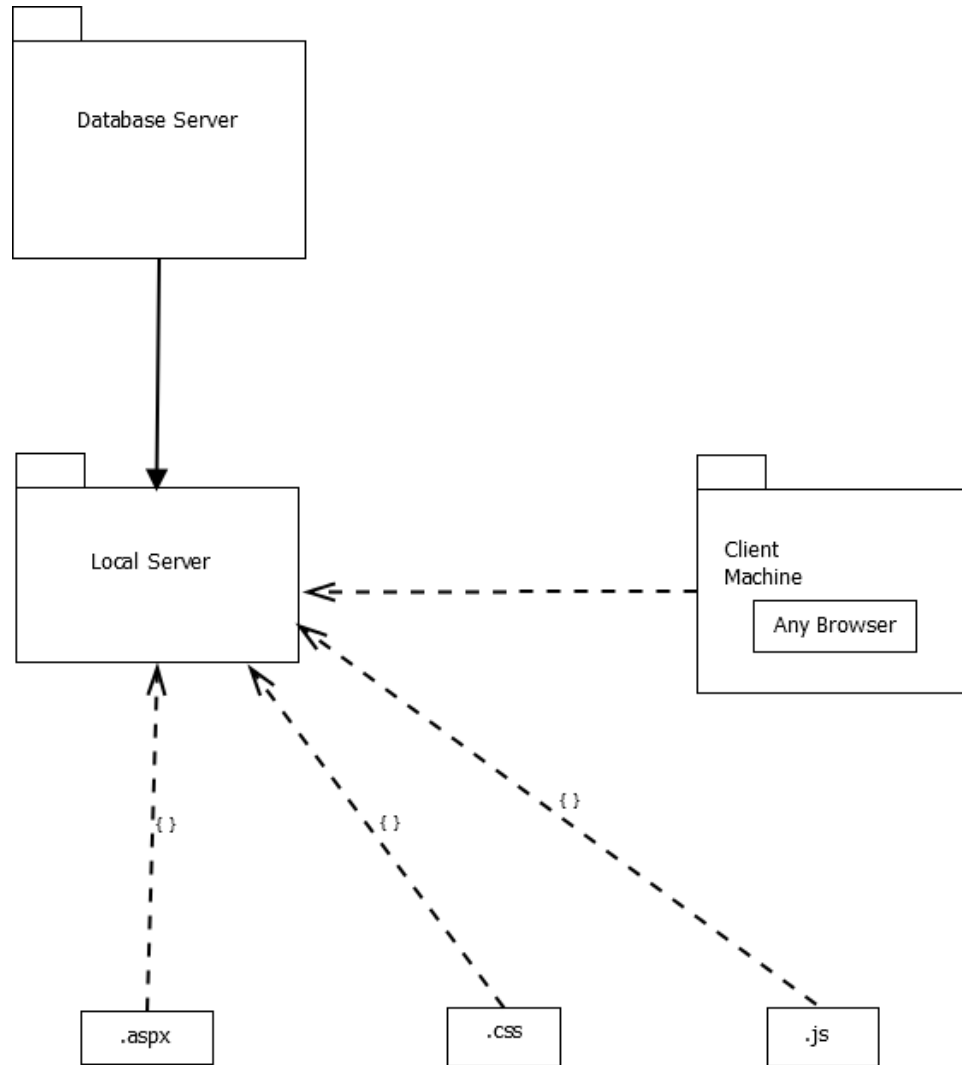 Database Server
Local Server
Client
Machine
Any Browser
{ }
{ }
{ }
.aspx
.css
.js